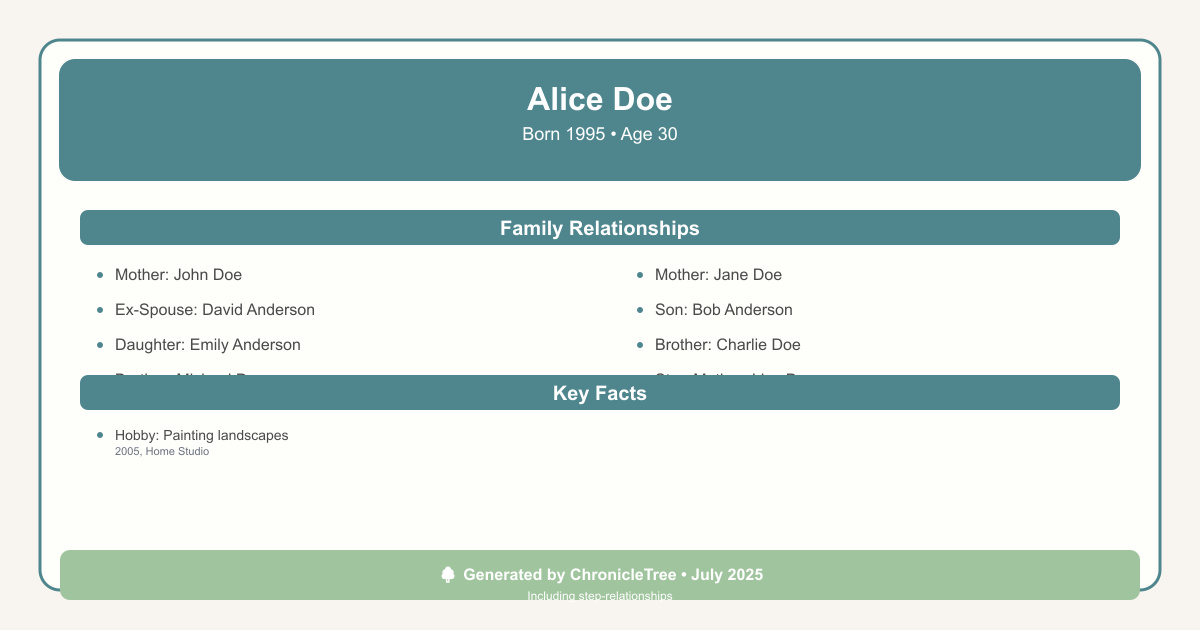 Alice Doe
Born 1995 • Age 30
Family Relationships
• Mother: John Doe
• Mother: Jane Doe
• Ex-Spouse: David Anderson
• Son: Bob Anderson
• Daughter: Emily Anderson
• Brother: Charlie Doe
Key Facts
• Hobby: Painting landscapes
2005, Home Studio
Generated by ChronicleTree • July 2025
Including step-relationships